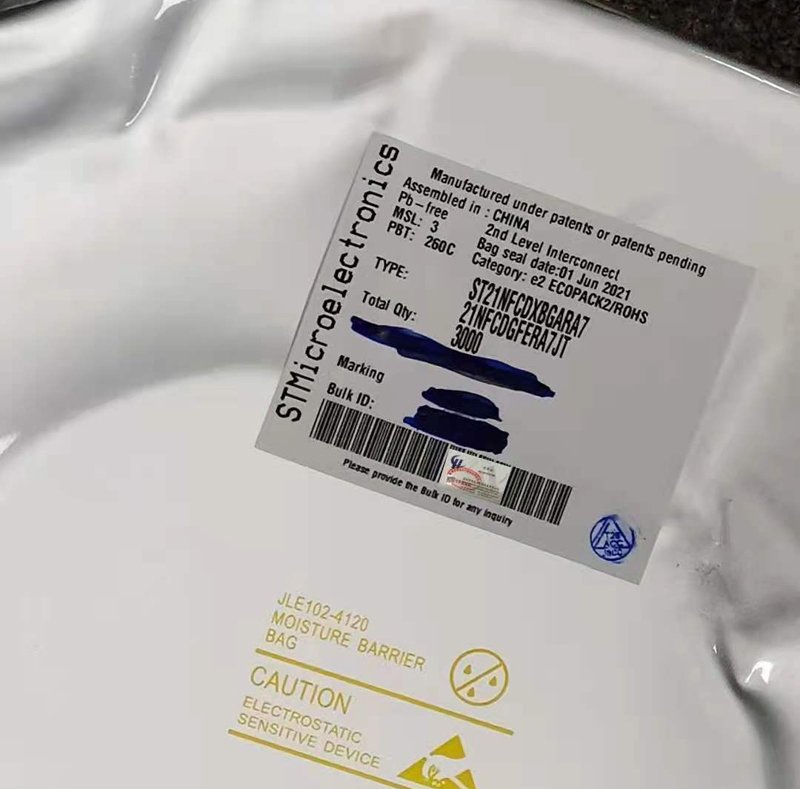 STMicroelectronics
Manufactured under patents or patents pending
Assembled in : CHINA
Pb-free 2nd Level Interconnect
MSL: 3 Bag seal date:01 Jun 2021
PBT: 260C Category: e2 ECOPACK2/ROHS
TYPE: ST21NFCDXBGARA7
21NFCDGFERA7JT
Total Qty: 3000
Marking
Bulk ID:
Please provide the Bulk ID for any inquiry
JLE102-4120
MOISTURE BARRIER
BAG
CAUTION
ELECTROSTATIC
SENSITIVE DEVICE